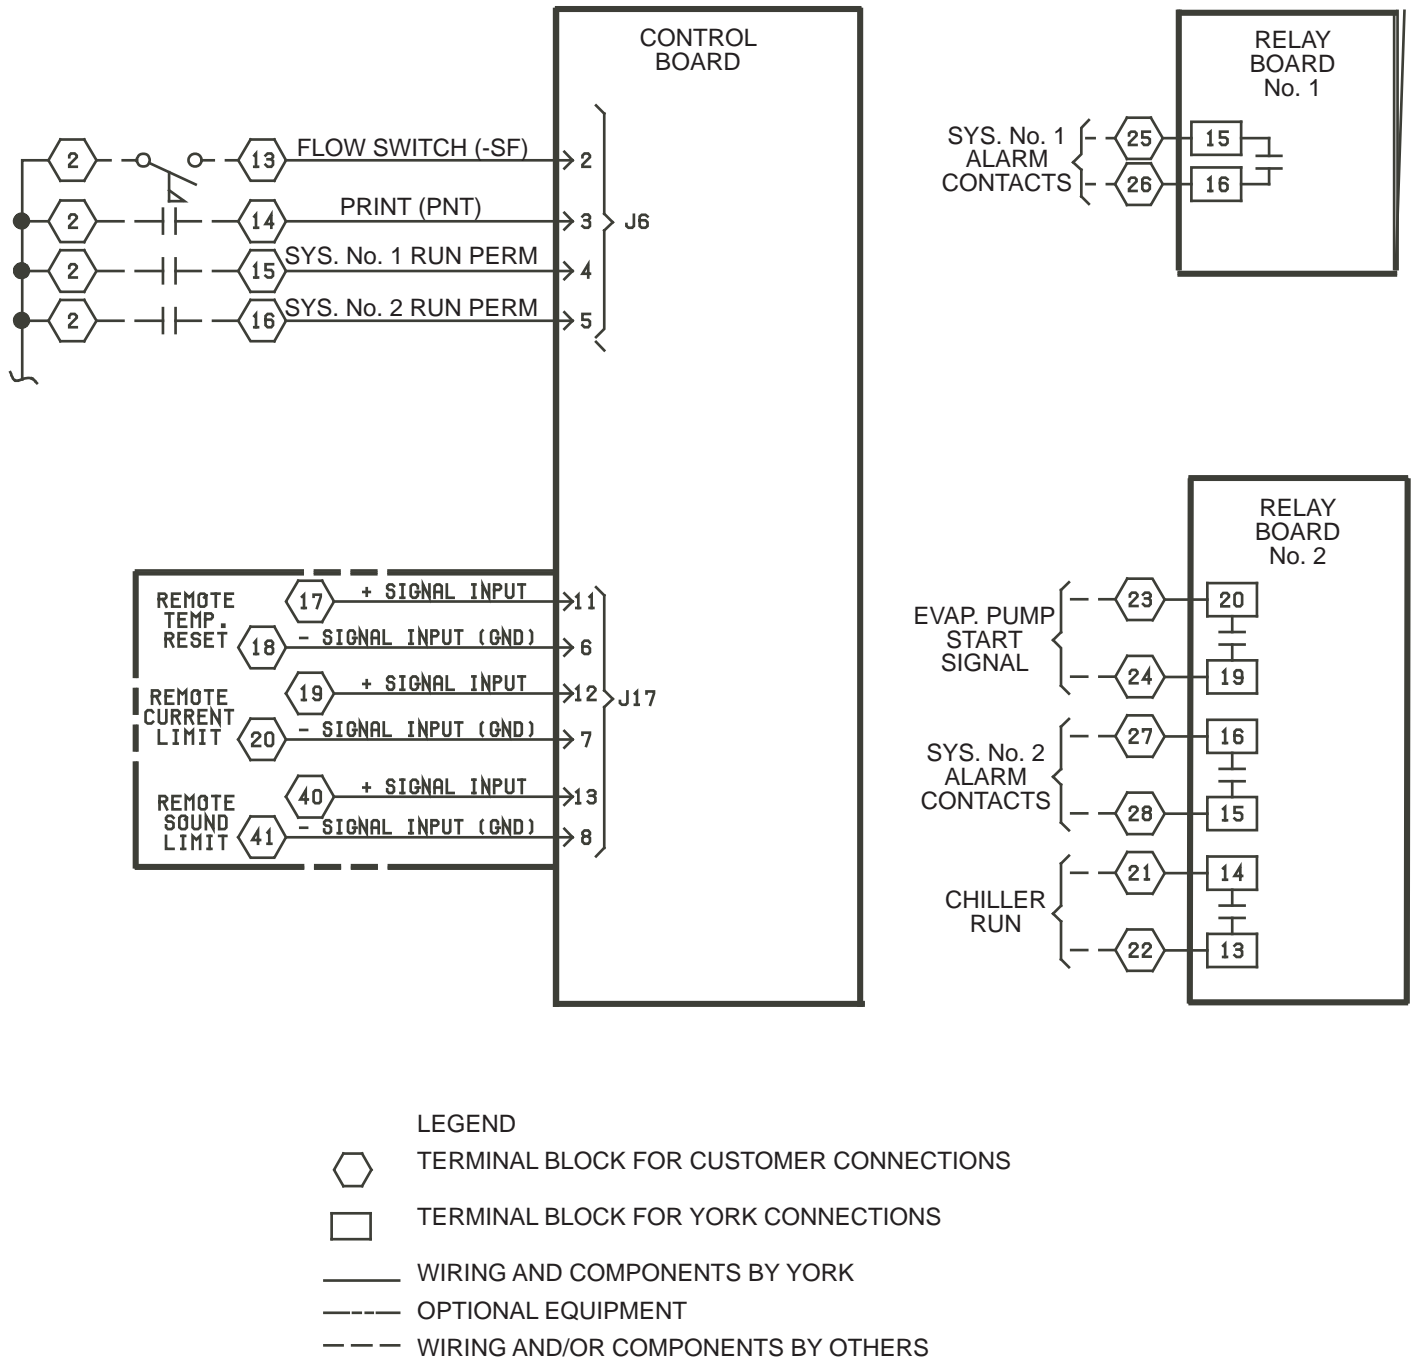 CONTROL
BOARD
2
13
FLOW SWITCH (-SF)
2
2
14
PRINT (PNT)
3
J6
2
15
SYS. No. 1 RUN PERM
4
2
16
SYS. No. 2 RUN PERM
5
RELAY
BOARD
No. 1
SYS. No. 1
ALARM
CONTACTS
25
15
26
16
REMOTE
TEMP.
RESET
17
+ SIGNAL INPUT
11
18
- SIGNAL INPUT (GND)
6
REMOTE
CURRENT
LIMIT
19
+ SIGNAL INPUT
12
J17
20
- SIGNAL INPUT (GND)
7
REMOTE
SOUND
LIMIT
40
+ SIGNAL INPUT
13
41
- SIGNAL INPUT (GND)
8
RELAY
BOARD
No. 2
EVAP. PUMP
START
SIGNAL
23
20
24
19
SYS. No. 2
ALARM
CONTACTS
27
16
28
15
CHILLER
RUN
21
14
22
13
LEGEND
TERMINAL BLOCK FOR CUSTOMER CONNECTIONS
TERMINAL BLOCK FOR YORK CONNECTIONS
WIRING AND COMPONENTS BY YORK
OPTIONAL EQUIPMENT
WIRING AND/OR COMPONENTS BY OTHERS